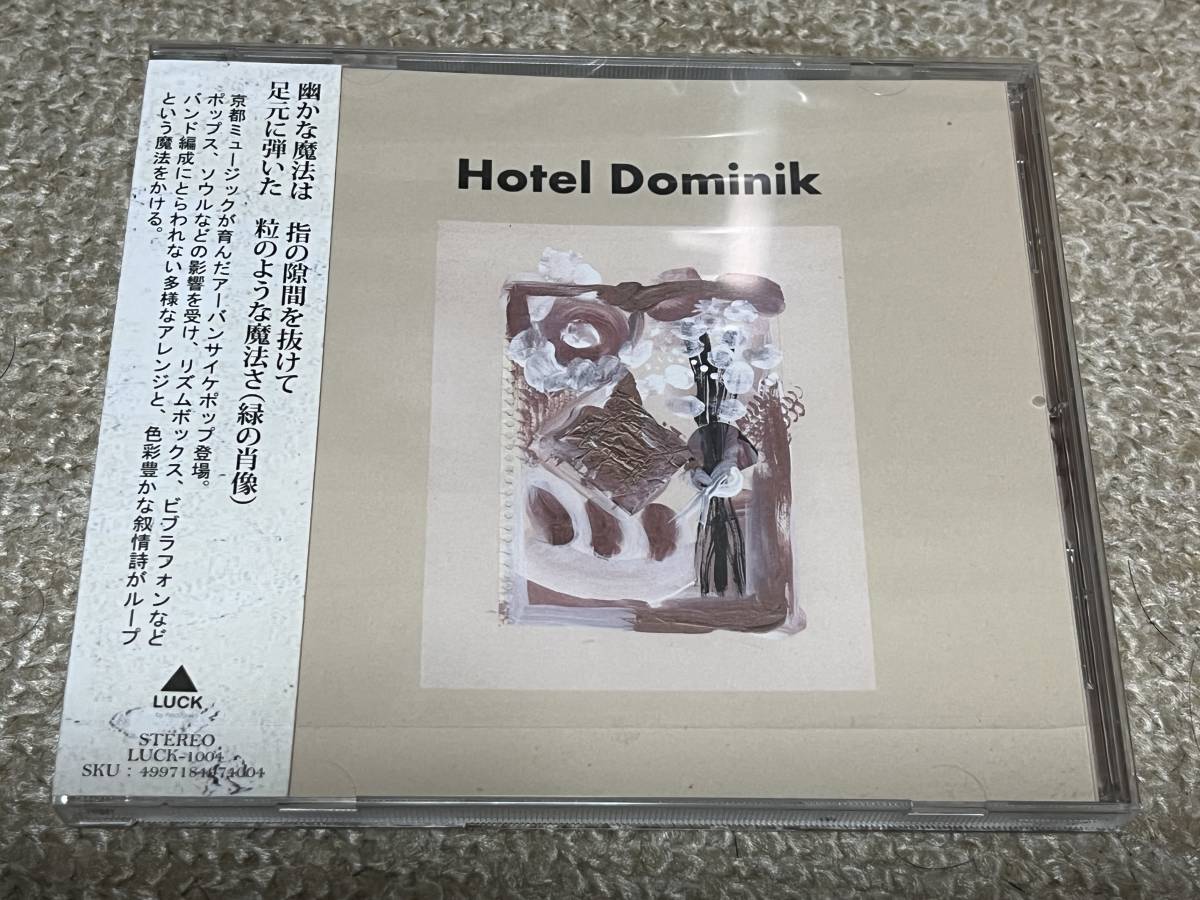 幽かな魔法は　指の隙間を抜けて
足元に弾いた　粒のような魔法さ(緑の肖像)
京都ミュージックが育んだアーバンサイケポップ登場。
ポップス、ソウルなどの影響を受け、リズムボックス、ビブラフォンなど
バンド編成にとらわれない多様なアレンジと、色彩豊かな叙情詩がループ
という魔法をかける。
LUCK
STEREO
LUCK-1004
SKU :
Hotel Dominik